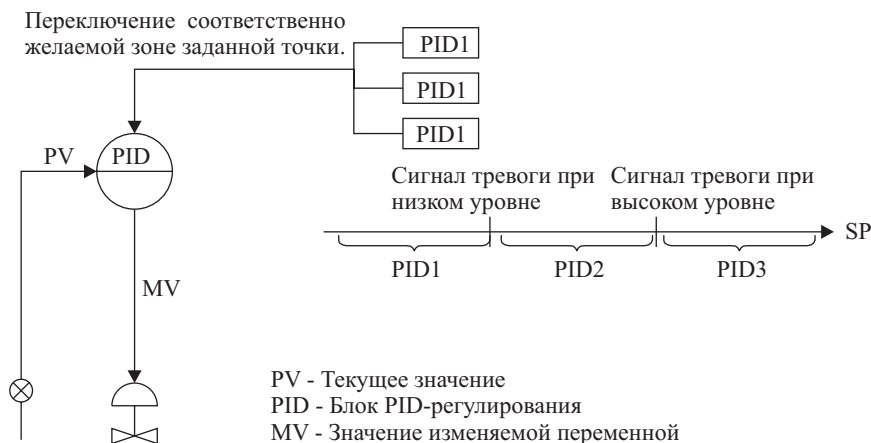 Переключение соответственно
желаемой зоне заданной точки.
PID1
PID1
PID1
PV
PID
Сигнал тревоги при
низком уровне
Сигнал тревоги при
высоком уровне
SP
PID1
PID2
PID3
MV
PV - Текущее значение
PID - Блок PID-регулирования
MV - Значение изменяемой переменной